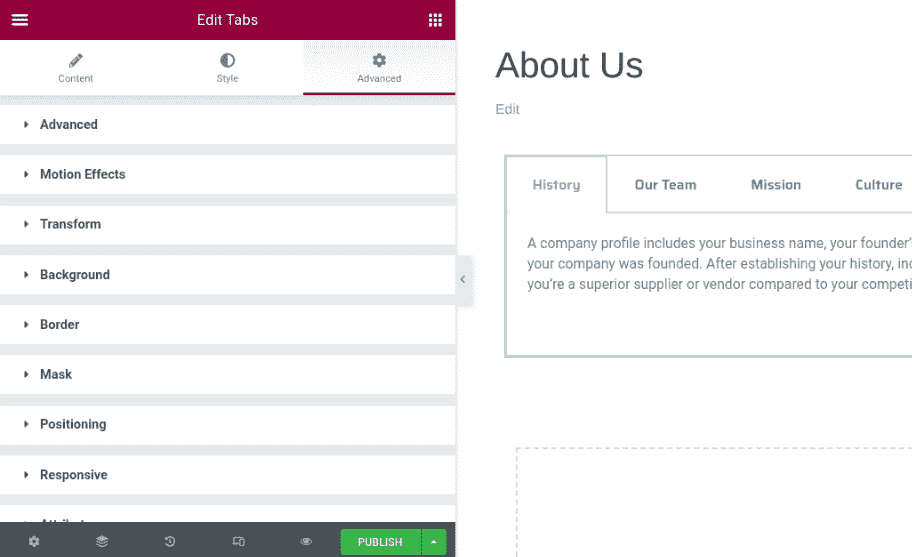 Edit Tabs
Content
Style
Advanced
Advanced
Motion Effects
Transform
Background
Border
Mask
Positioning
Responsive
PUBLISH
About Us
Edit
History
Our Team
Mission
Culture
A company profile includes your business name, your founder's
your company was founded. After establishing your history, inc
you're a superior supplier or vendor compared to your competi